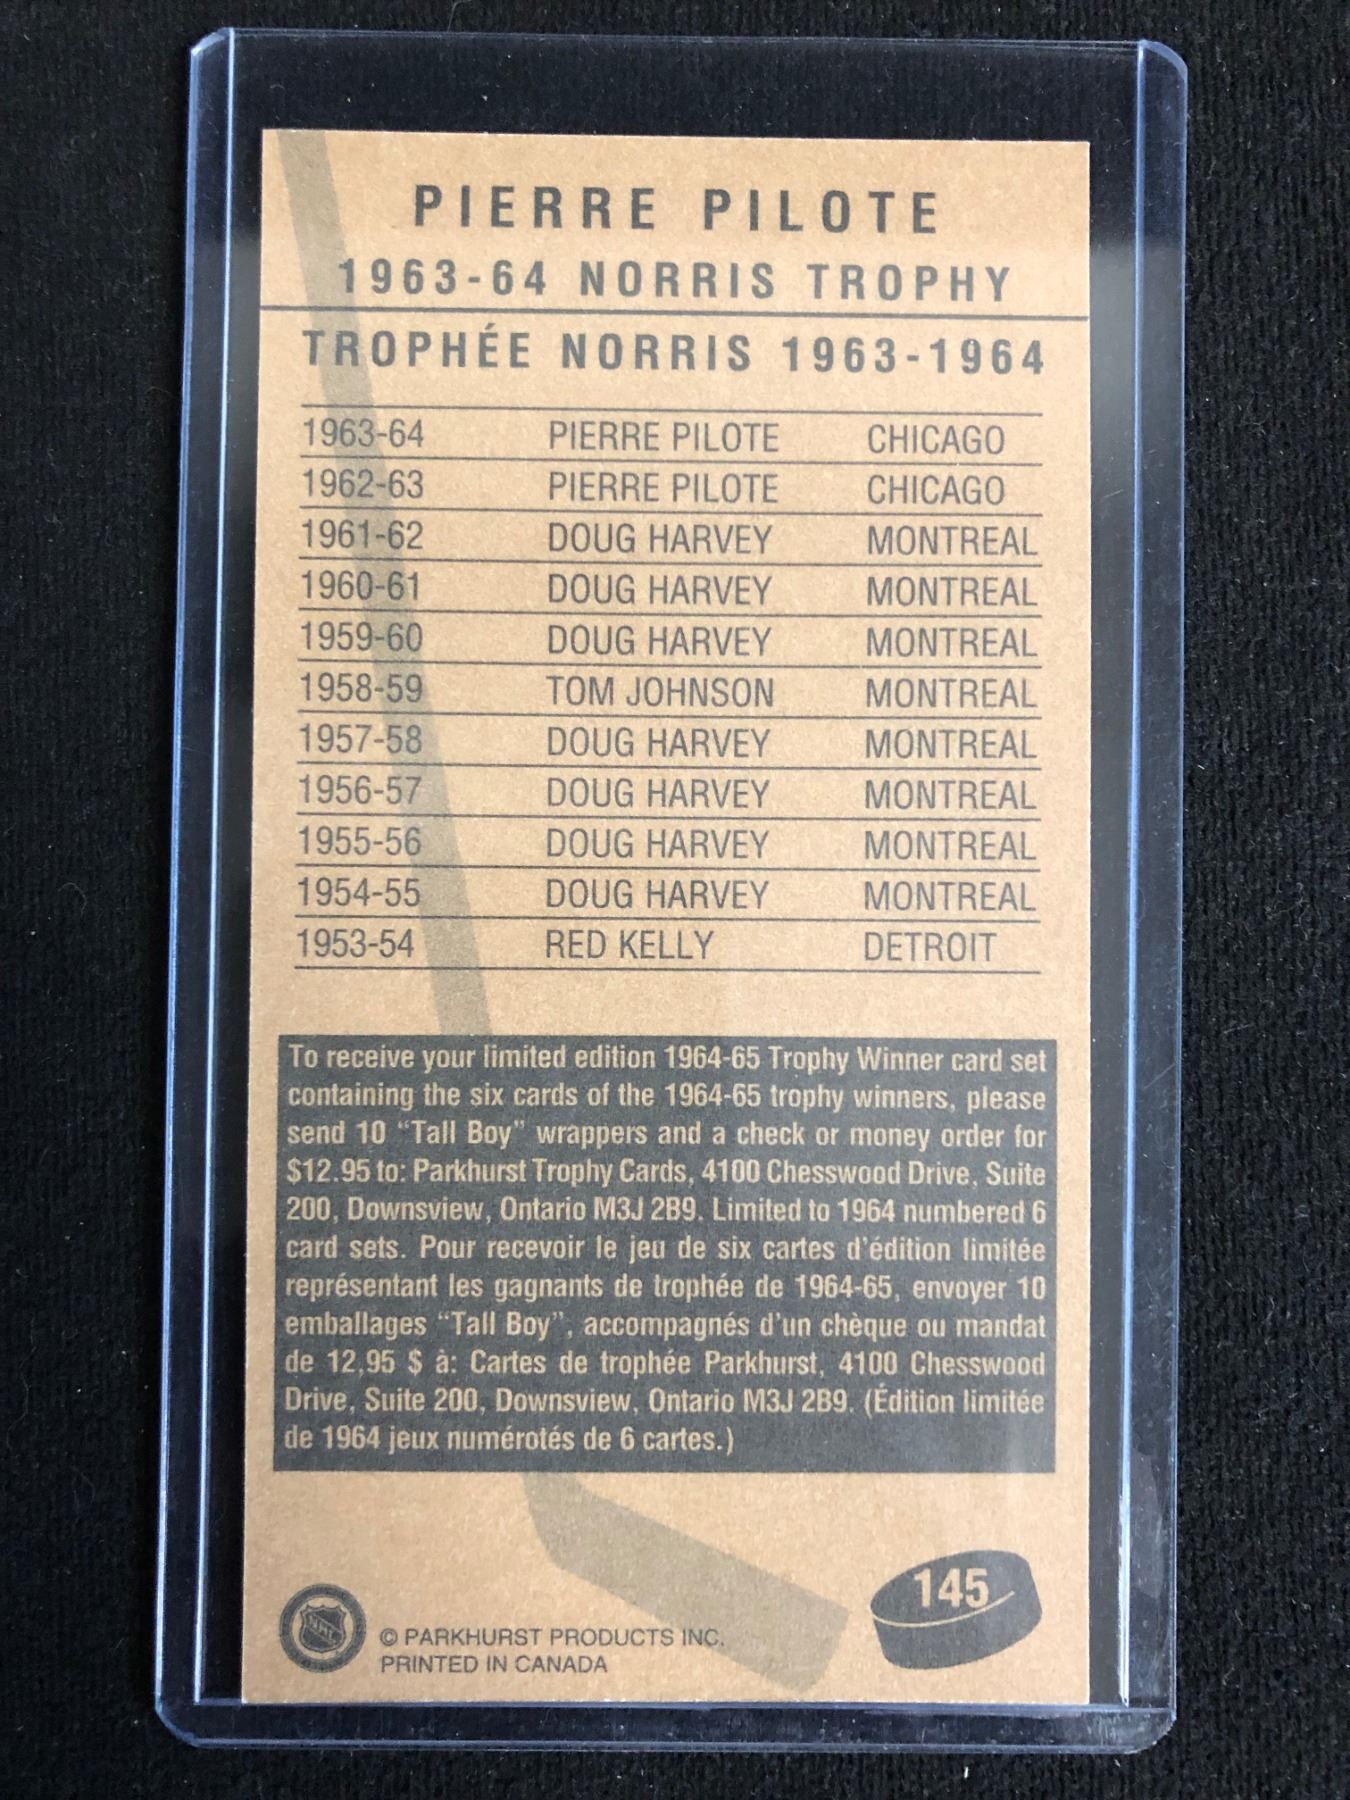 PIERRE PILOTE
1963-64 NORRIS TROPHY
TROPHÉE NORRIS 1963-1964
1963-64 PIERRE PILOTE CHICAGO
1962-63 PIERRE PILOTE CHICAGO
1961-62 DOUG HARVEY MONTREAL
1960-61 DOUG HARVEY MONTREAL
1959-60 DOUG HARVEY MONTREAL
1958-59 TOM JOHNSON MONTREAL
1957-58 DOUG HARVEY MONTREAL
1956-57 DOUG HARVEY MONTREAL
1955-56 DOUG HARVEY MONTREAL
1954-55 DOUG HARVEY MONTREAL
1953-54 RED KELLY DETROIT
To receive your limited edition 1964-65 Trophy Winner card set
containing the six cards of the 1964-65 trophy winners, please
send 10 “Tall Boy” wrappers and a check or money order for
$12.95 to: Parkhurst Trophy Cards, 4100 Chesswood Drive, Suite
200, Downsview, Ontario M3J 2B9. Limited to 1964 numbered 6
card sets. Pour recevoir le jeu de six cartes d’édition limitée
représentant les gagnants de trophée de 1964-65, envoyer 10
emballages “Tall Boy”, accompagnés d’un chèque ou mandat
de 12,95 $ à: Cartes de trophée Parkhurst, 4100 Chesswood
Drive, Suite 200, Downsview, Ontario M3J 2B9. (Édition limitée
de 1964 jeux numérotés de 6 cartes.)
145
NHL
© PARKHURST PRODUCTS INC.
PRINTED IN CANADA